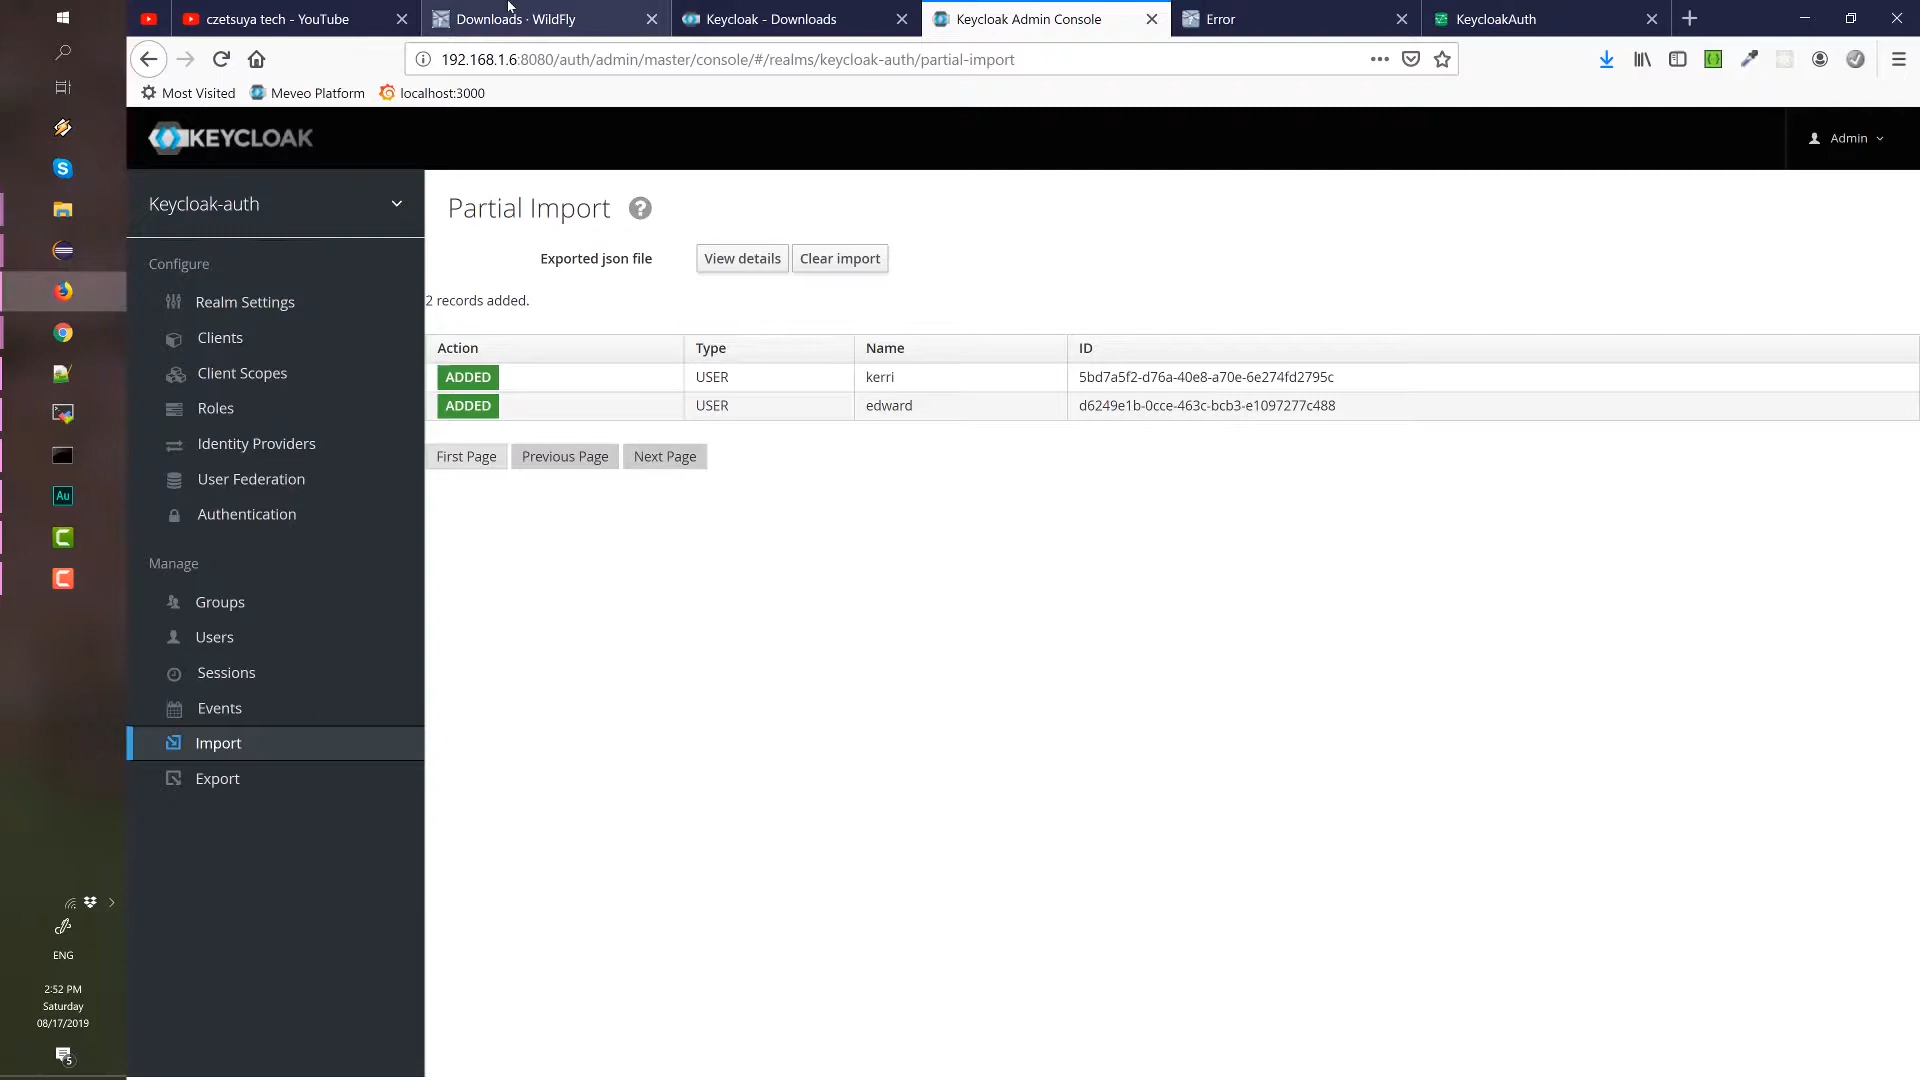 czetsuya tech - YouTube
Downloads · WildFly
Keycloak - Downloads
Keycloak Admin Console
Error
KeycloakAuth
192.168.1.6:8080/auth/admin/master/console/#/realms/keycloak-auth/partial-import
Most Visited
Meveo Platform
localhost:3000
KEYCLOAK
Admin
Keycloak-auth
Configure
Realm Settings
Clients
Client Scopes
Roles
Identity Providers
User Federation
Authentication
Manage
Groups
Users
Sessions
Events
Import
Export
Partial Import
Exported json file
View details
Clear import
2 records added.
Action Type Name ID
ADDED USER kerri 5bd7a5f2-d76a-40e8-a70e-6e274fd2795c
ADDED USER edward d6249e1b-0cce-463c-bcb3-e1097277c488
First Page
Previous Page
Next Page
Au
ENG
2:52 PM
Saturday
08/17/2019
5